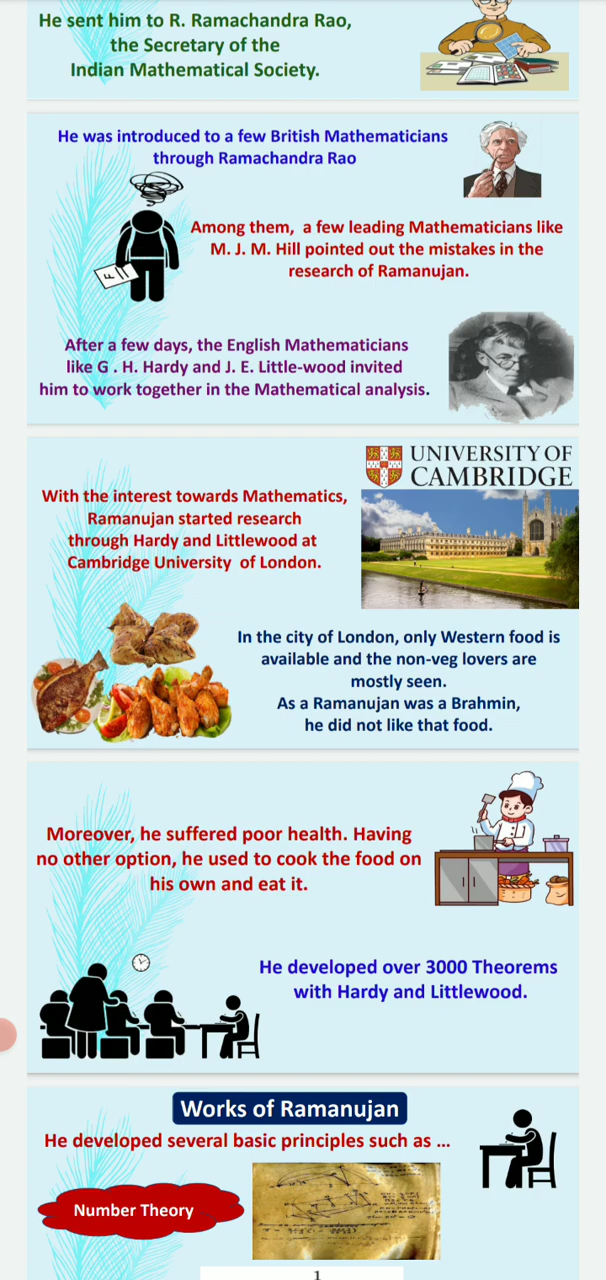 He sent him to R. Ramachandra Rao,
the Secretary of the
Indian Mathematical Society.
He was introduced to a few British Mathematicians
through Ramachandra Rao
Among them, a few leading Mathematicians like
M. J. M. Hill pointed out the mistakes in the
research of Ramanujan.
F
After a few days, the English Mathematicians
like G . H. Hardy and J. E. Little-wood invited
him to work together in the Mathematical analysis.
UNIVERSITY OF
CAMBRIDGE
With the interest towards Mathematics,
Ramanujan started research
through Hardy and Littlewood at
Cambridge University of London.
In the city of London, only Western food is
available and the non-veg lovers are
mostly seen.
As a Ramanujan was a Brahmin,
he did not like that food.
Moreover, he suffered poor health. Having
no other option, he used to cook the food on
his own and eat it.
He developed over 3000 Theorems
with Hardy and Littlewood.
Works of Ramanujan
He developed several basic principles such as ...
Number Theory
1